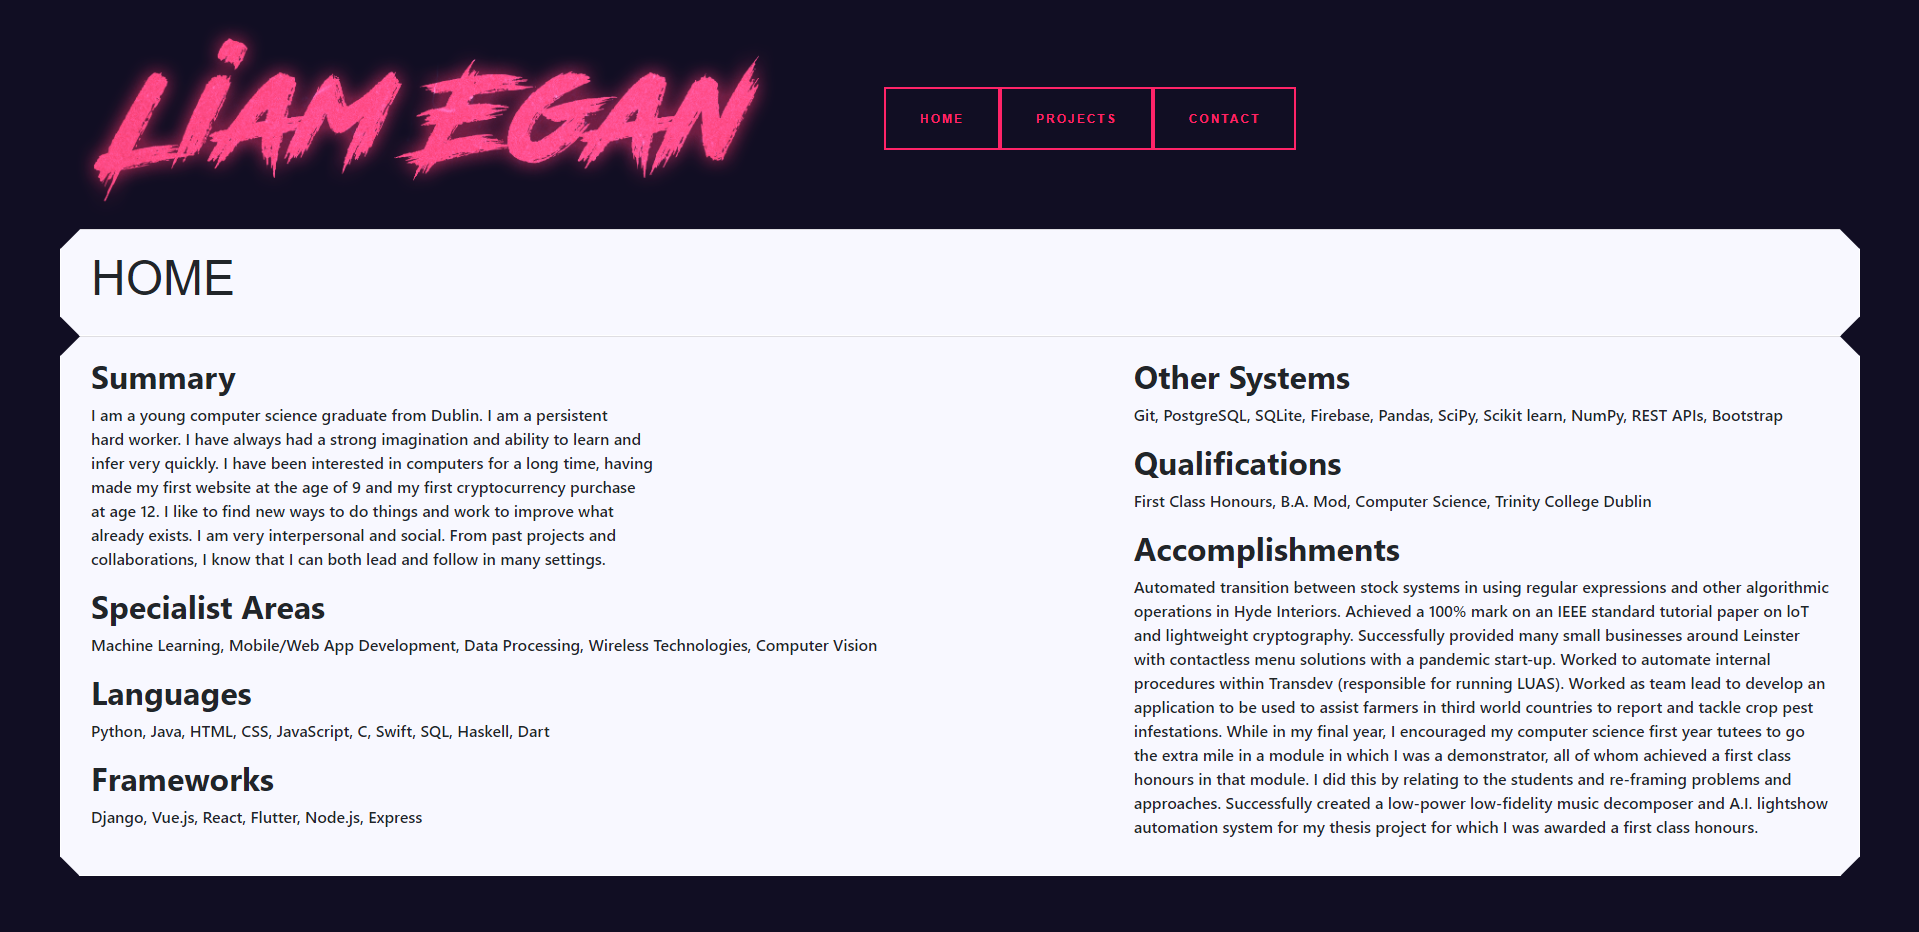 LiAM EGAN
HOME
PROJECTS
CONTACT
HOME
Summary
I am a young computer science graduate from Dublin. I am a persistent
hard worker. I have always had a strong imagination and ability to learn and
infer very quickly. I have been interested in computers for a long time, having
made my first website at the age of 9 and my first cryptocurrency purchase
at age 12. I like to find new ways to do things and work to improve what
already exists. I am very interpersonal and social. From past projects and
collaborations, I know that I can both lead and follow in many settings.
Specialist Areas
Machine Learning, Mobile/Web App Development, Data Processing, Wireless Technologies, Computer Vision
Languages
Python, Java, HTML, CSS, JavaScript, C, Swift, SQL, Haskell, Dart
Frameworks
Django, Vue.js, React, Flutter, Node.js, Express
Other Systems
Git, PostgreSQL, SQLite, Firebase, Pandas, SciPy, Scikit learn, NumPy, REST APIs, Bootstrap
Qualifications
First Class Honours, B.A. Mod, Computer Science, Trinity College Dublin
Accomplishments
Automated transition between stock systems in using regular expressions and other algorithmic
operations in Hyde Interiors. Achieved a 100% mark on an IEEE standard tutorial paper on loT
and lightweight cryptography. Successfully provided many small businesses around Leinster
with contactless menu solutions with a pandemic start-up. Worked to automate internal
procedures within Transdev (responsible for running LUAS). Worked as team lead to develop an
application to be used to assist farmers in third world countries to report and tackle crop pest
infestations. While in my final year, I encouraged my computer science first year tutees to go
the extra mile in a module in which I was a demonstrator, all of whom achieved a first class
honours in that module. I did this by relating to the students and re-framing problems and
approaches. Successfully created a low-power low-fidelity music decomposer and A.I. lightshow
automation system for my thesis project for which I was awarded a first class honours.